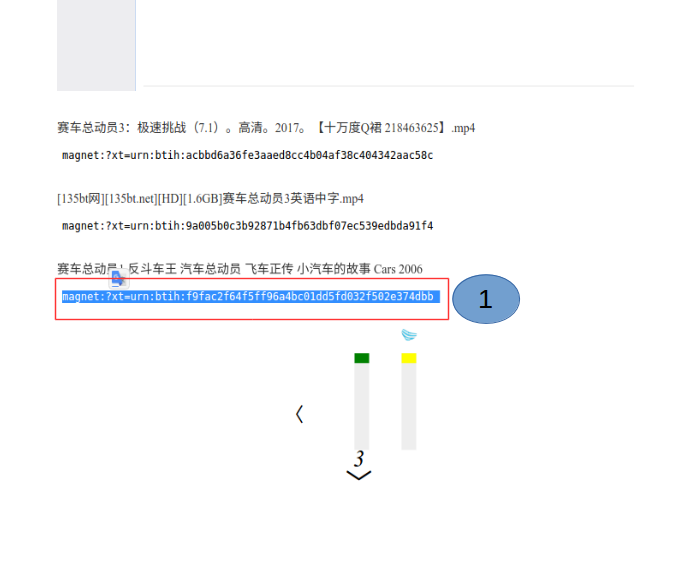 赛车总动员3：极速挑战（7.1）。高清。2017。【十万度Q裙 218463625】.mp4
magnet:?xt=urn:btih:acbbd6a36fe3aaed8cc4b04af38c404342aac58c
[135bt网][135bt.net][HD][1.6GB]赛车总动员3英语中字.mp4
magnet:?xt=urn:btih:9a005b0c3b92871b4fb63dbf07ec539edbda91f4
赛车总动员1 反斗车王 汽车总动员 飞车正传 小汽车的故事 Cars 2006
magnet:?xt=urn:btih:f9fac2f64f5ff96a4bc01dd5fd032f502e374dbb
1
3